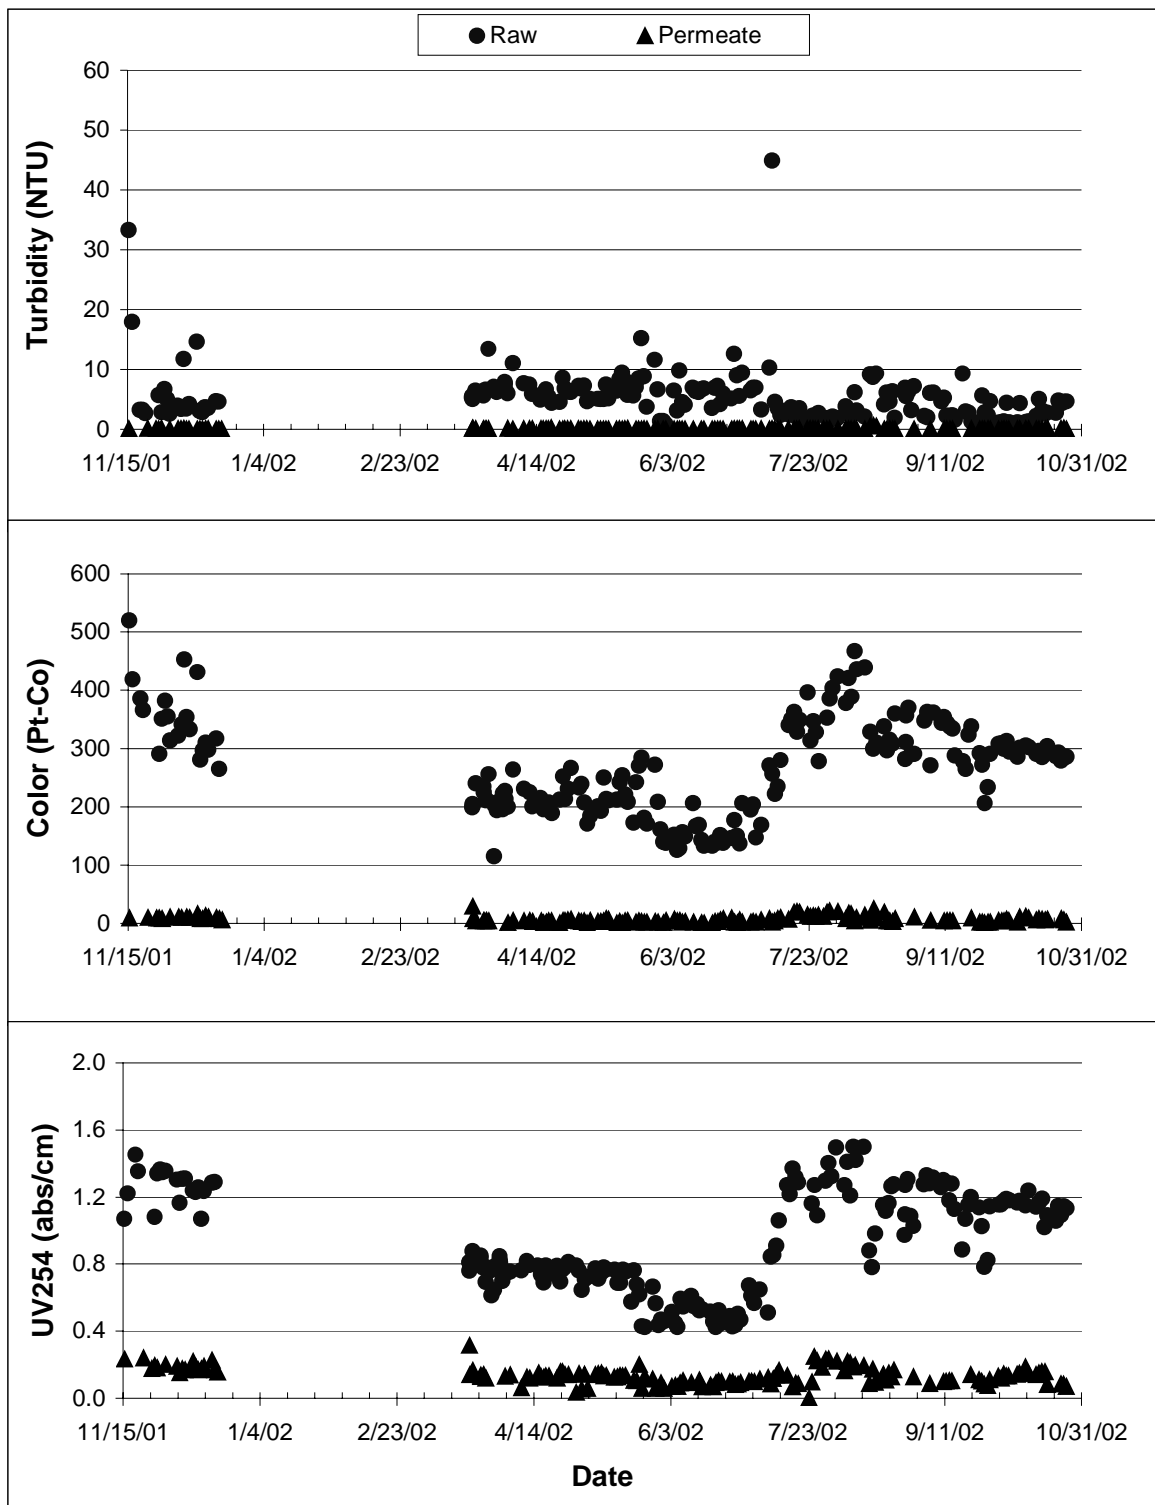 Raw Permeate
60
50
40
30
20
10
0
Turbidity (NTU)
11/15/01 1/4/02 2/23/02 4/14/02 6/3/02 7/23/02 9/11/02 10/31/02
600
500
400
300
200
100
0
Color (Pt-Co)
11/15/01 1/4/02 2/23/02 4/14/02 6/3/02 7/23/02 9/11/02 10/31/02
2.0
1.6
1.2
0.8
0.4
0.0
UV254 (abs/cm)
11/15/01 1/4/02 2/23/02 4/14/02 6/3/02 7/23/02 9/11/02 10/31/02
Date